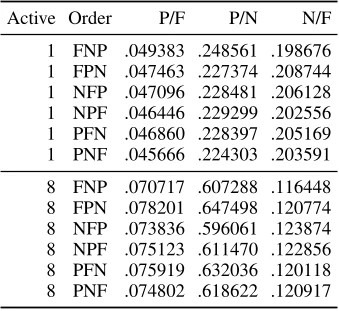 Active Order P/F P/N N/F
1 FNP .049383 .248561 .198676
1 FPN .047463 .227374 .208744
1 NFP .047096 .228481 .206128
1 NPF .046446 .229299 .202556
1 PFN .046860 .228397 .205169
1 PNF .045666 .224303 .203591
8 FNP .070717 .607288 .116448
8 FPN .078201 .647498 .120774
8 NFP .073836 .596061 .123874
8 NPF .075123 .611470 .122856
8 PFN .075919 .632036 .120118
8 PNF .074802 .618622 .120917